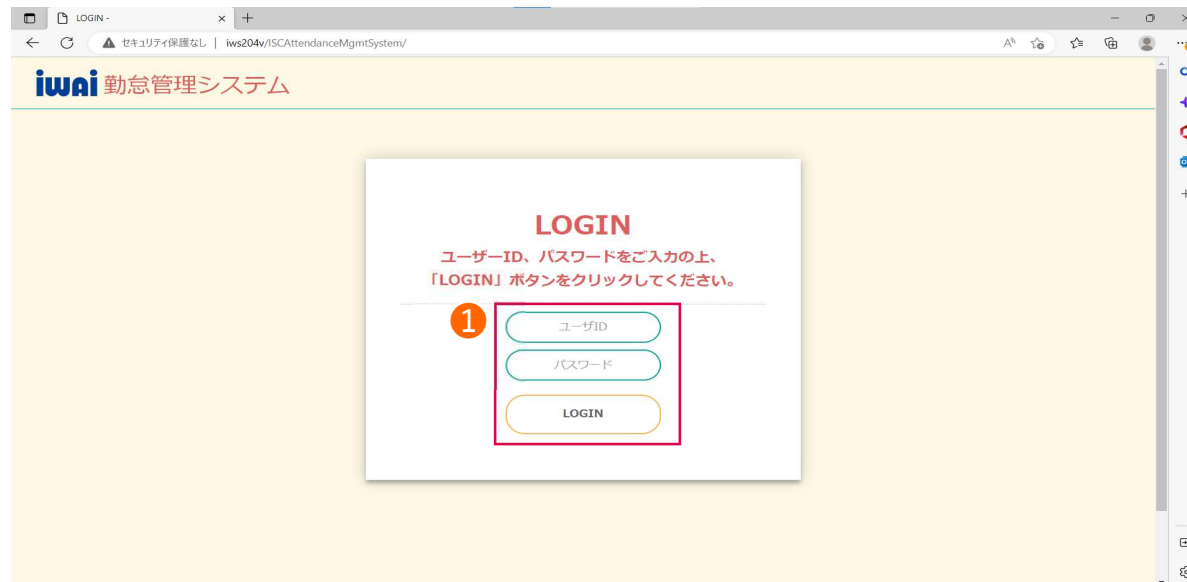 LOGIN -
セキュリティ保護なし | iws204v/ISCAttendanceMgmtSystem/
iwai 勤怠管理システム
LOGIN
ユーザーID、パスワードをご入力の上、
「LOGIN」ボタンをクリックしてください。
1
ユーザID
パスワード
LOGIN